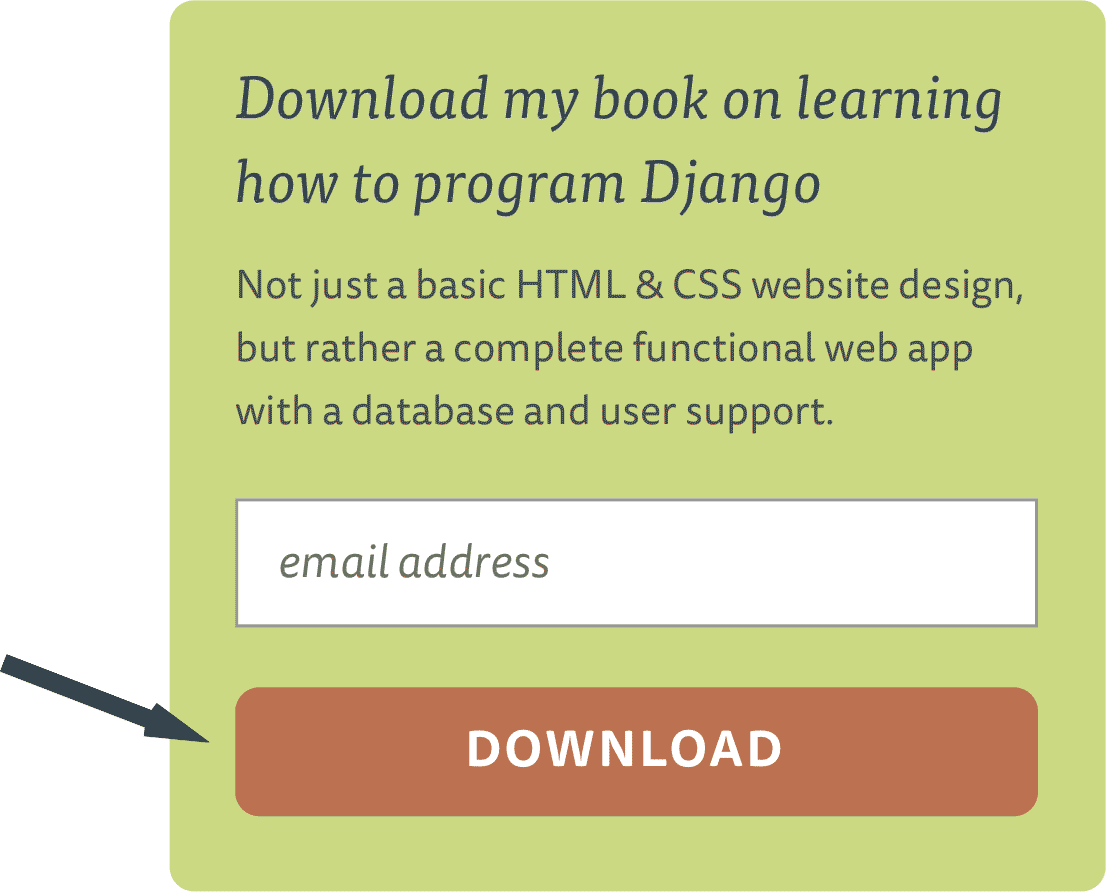 Download my book on learning
how to program Django
Not just a basic HTML & CSS website design,
but rather a complete functional web app
with a database and user support.
email address
DOWNLOAD